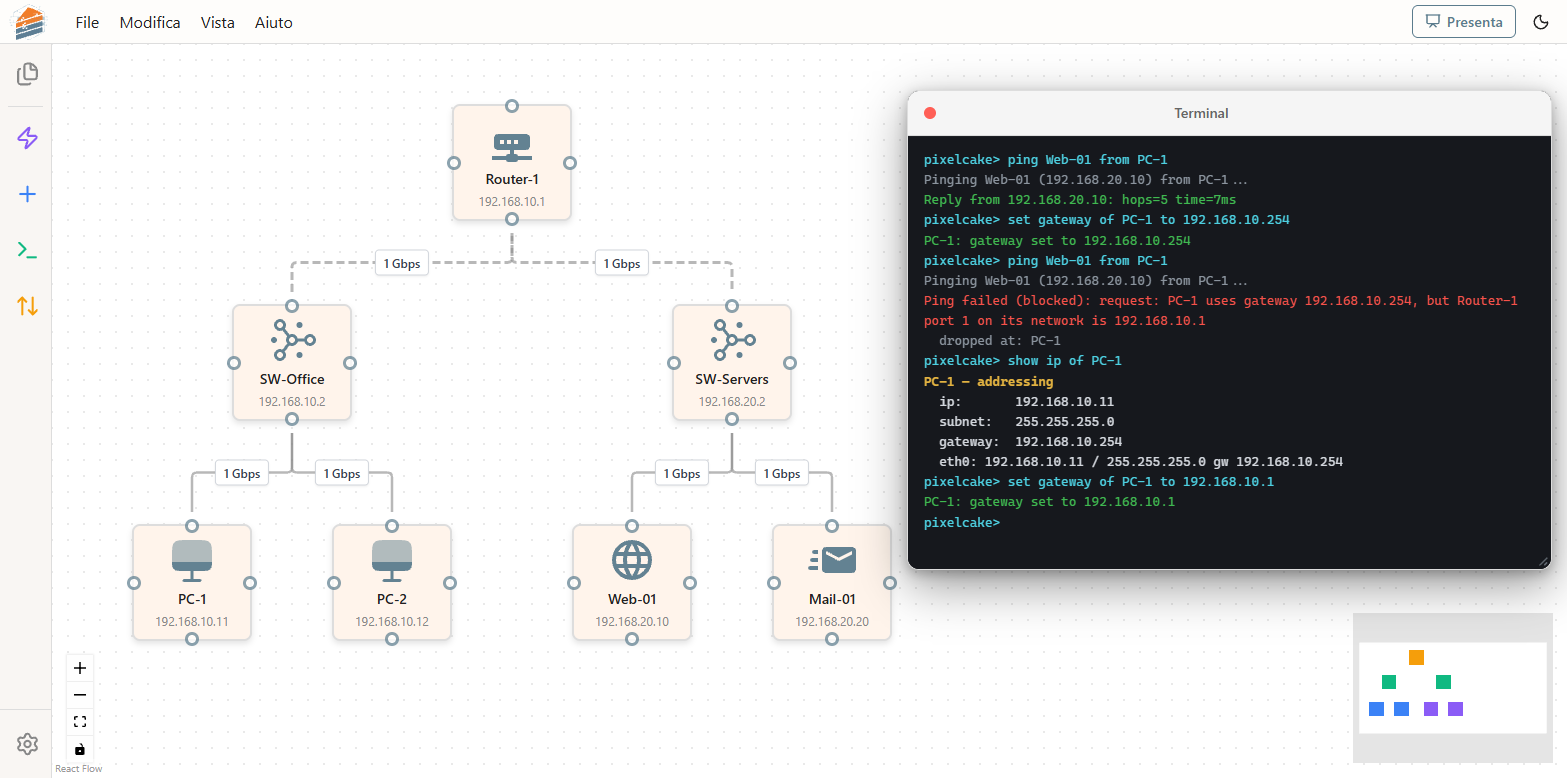 File Modifica Vista Aiuto
Presenta
Router-1
192.168.10.1
1 Gbps
1 Gbps
SW-Office
192.168.10.2
SW-Servers
192.168.20.2
1 Gbps
1 Gbps
1 Gbps
1 Gbps
PC-1
192.168.10.11
PC-2
192.168.10.12
Web-01
192.168.20.10
Mail-01
192.168.20.20
React Flow
Terminal
pixelcake> ping Web-01 from PC-1
Pinging Web-01 (192.168.20.10) from PC-1...
Reply from 192.168.20.10: hops=5 time=7ms
pixelcake> set gateway of PC-1 to 192.168.10.254
PC-1: gateway set to 192.168.10.254
pixelcake> ping Web-01 from PC-1
Pinging Web-01 (192.168.20.10) from PC-1...
Ping failed (blocked): request: PC-1 uses gateway 192.168.10.254, but Router-1
port 1 on its network is 192.168.10.1
dropped at: PC-1
pixelcake> show ip of PC-1
PC-1 — addressing
ip: 192.168.10.11
subnet: 255.255.255.0
gateway: 192.168.10.254
eth0: 192.168.10.11 / 255.255.255.0 gw 192.168.10.254
pixelcake> set gateway of PC-1 to 192.168.10.1
PC-1: gateway set to 192.168.10.1
pixelcake>